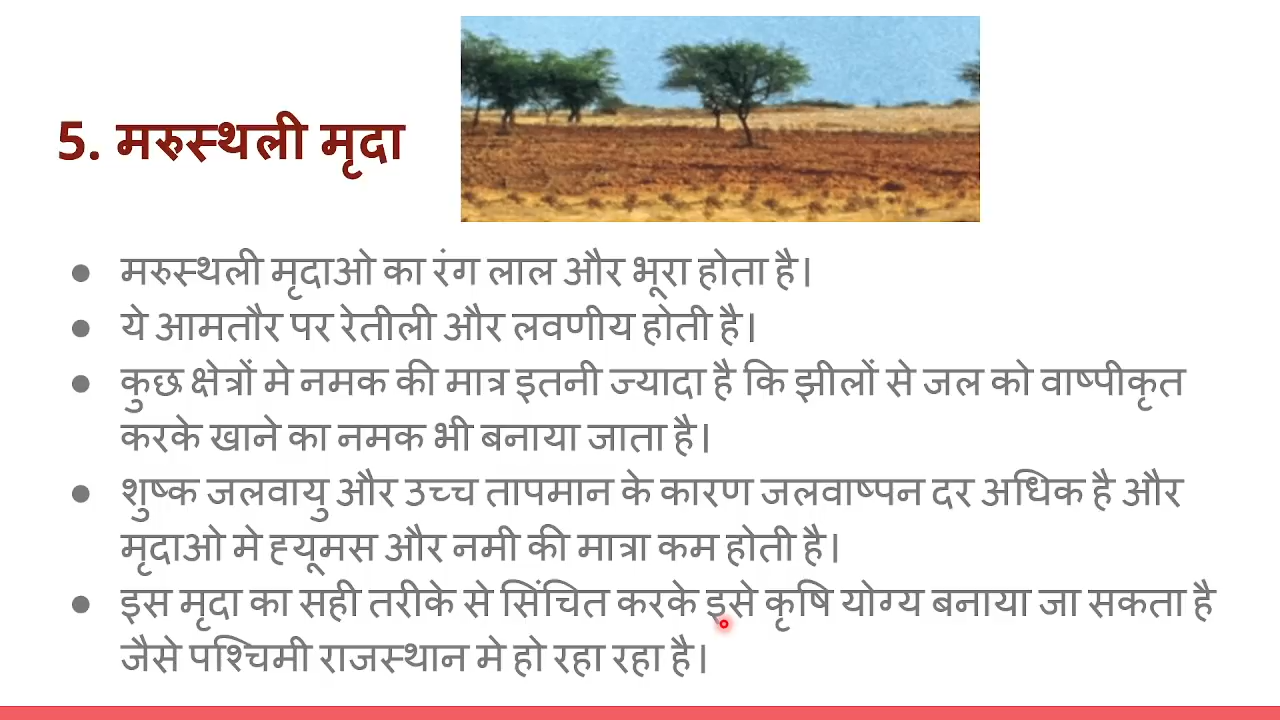 5. मरुस्थली मृदा
● मरुस्थली मृदाओ का रंग लाल और भूरा होता है।
● ये आमतौर पर रेतीली और लवणीय होती है।
● कुछ क्षेत्रों मे नमक की मात्र इतनी ज्यादा है कि झीलों से जल को वाष्पीकृत
करके खाने का नमक भी बनाया जाता है।
● शुष्क जलवायु और उच्च तापमान के कारण जलवाष्पन दर अधिक है और
मृदाओ मे ह्यूमस और नमी की मात्रा कम होती है।
● इस मृदा का सही तरीके से सिंचित करके इसे कृषि योग्य बनाया जा सकता है
जैसे पश्चिमी राजस्थान मे हो रहा रहा है।